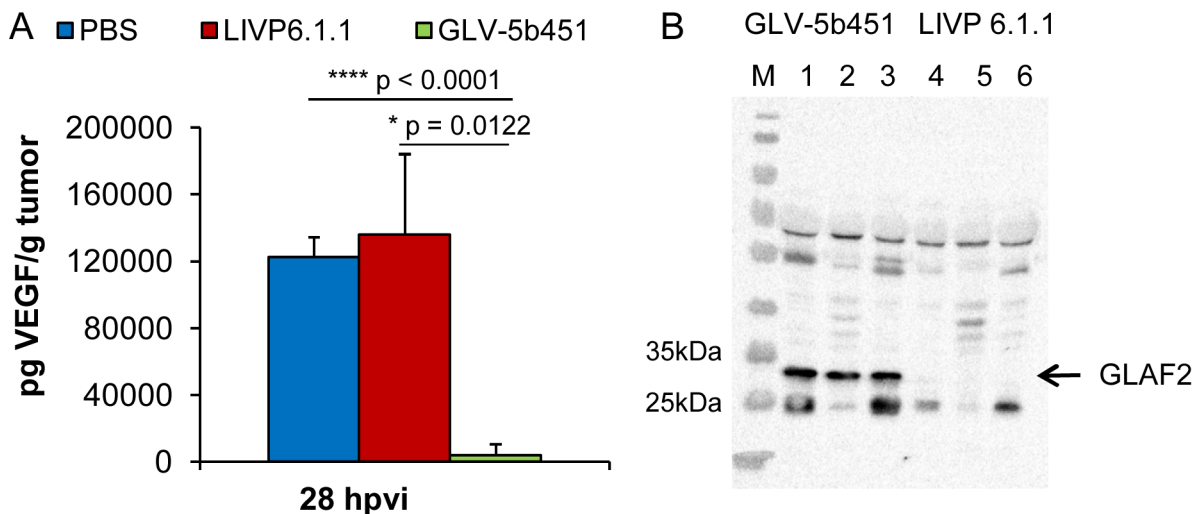 A PBS LIVP6.1.1 GLV-5b451
**** p < 0.0001
* p = 0.0122
pg VEGF/g tumor
200000
160000
120000
80000
40000
0
28 hpvi
B GLV-5b451 LIVP 6.1.1
M 1 2 3 4 5 6
35kDa
25kDa
GLAF2